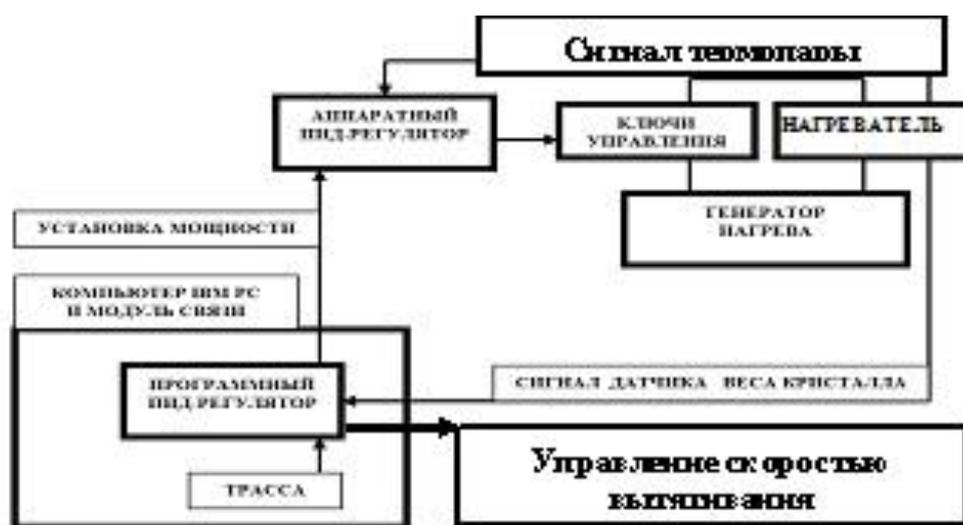 Сигнал термопары
АППАРАТНЫЙ
ПИД-РЕГУЛЯТОР
КЛЮЧИ
УПРАВЛЕНИЯ
НАГРЕВАТЕЛЬ
ГЕНЕРАТОР
НАГРЕВА
УСТАНОВКА МОЩНОСТИ
КОМПЬЮТЕР IBM PC
И МОДУЛЬ СВЯЗИ
ПРОГРАММНЫЙ
ПИД-РЕГУЛЯТОР
СИГНАЛ ДАТЧИКА ВЕСА КРИСТАЛЛА
Управление скоростью
вытягивания
ТРАССА